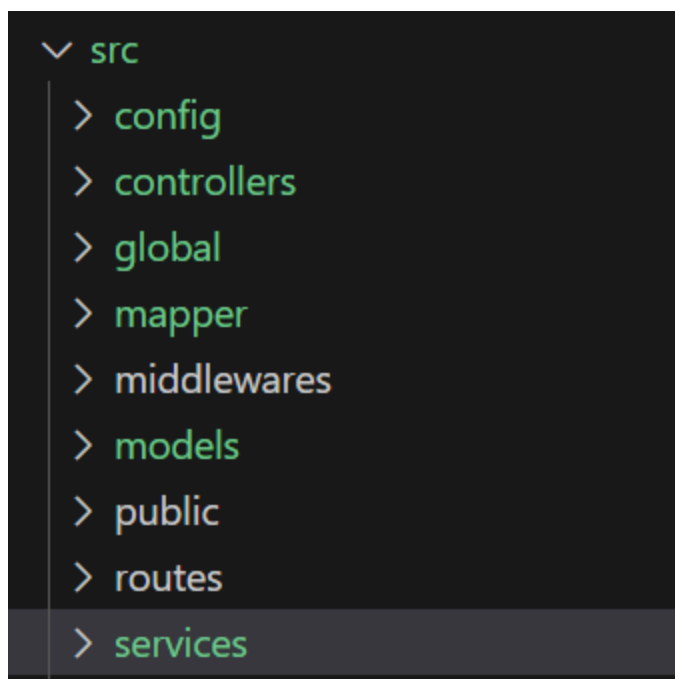 src
config
controllers
global
mapper
middlewares
models
public
routes
services